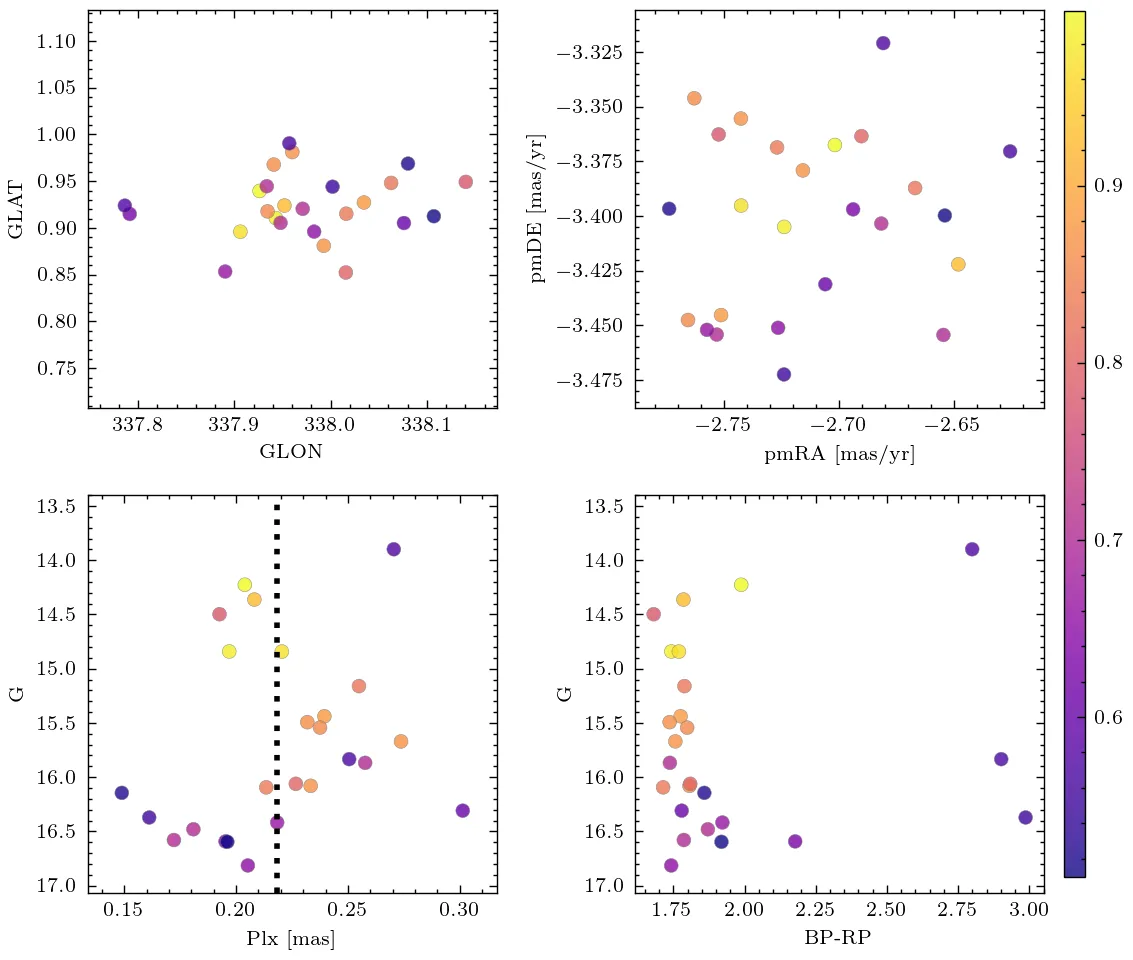 1.10
1.05
1.00
0.95
0.90
0.85
0.80
0.75
GLAT
337.8 337.9 338.0 338.1
GLON
−3.325
−3.350
−3.375
−3.400
−3.425
−3.450
−3.475
pmDE [mas/yr]
−2.75 −2.70 −2.65
pmRA [mas/yr]
13.5
14.0
14.5
15.0
15.5
16.0
16.5
17.0
G
0.15 0.20 0.25 0.30
Plx [mas]
13.5
14.0
14.5
15.0
15.5
16.0
16.5
17.0
G
1.75 2.00 2.25 2.50 2.75 3.00
BP-RP
0.9
0.8
0.7
0.6